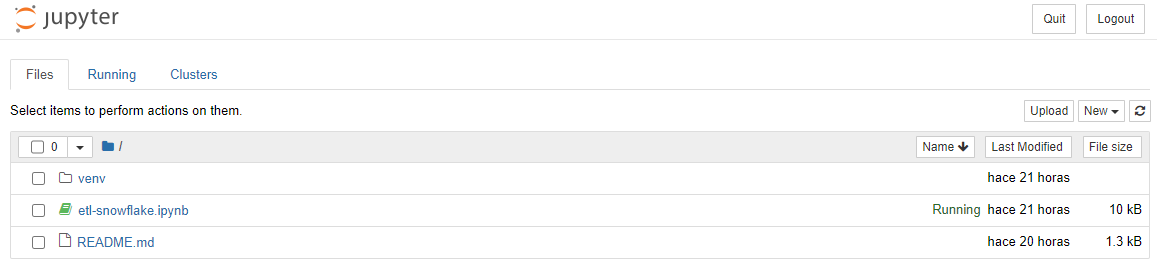 jupyter Quit Logout
Files Running Clusters
Select items to perform actions on them. Upload New
0 / Name Last Modified File size
venv hace 21 horas
etl-snowflake.ipynb Running hace 21 horas 10 kB
README.md hace 20 horas 1.3 kB